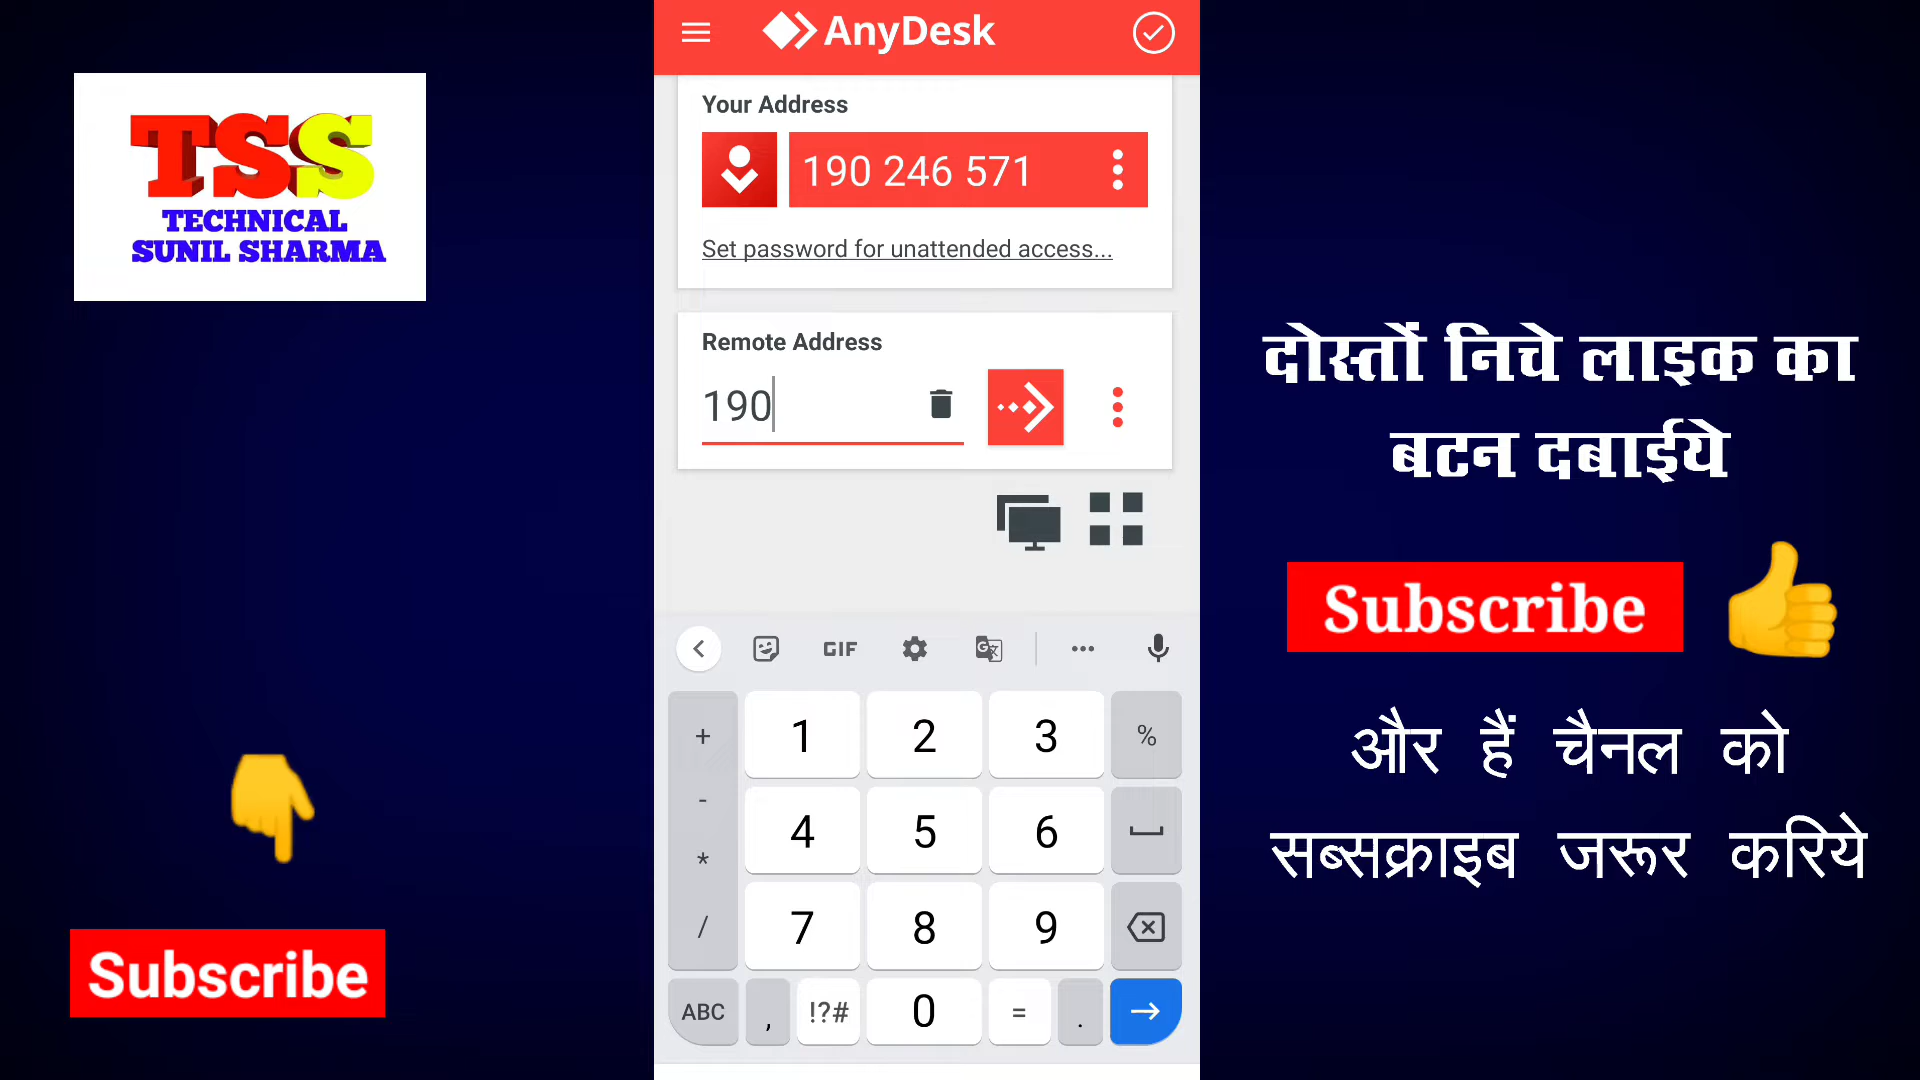 TSS
TECHNICAL
SUNIL SHARMA
Subscribe
AnyDesk
Your Address
190 246 571
Set password for unattended access...
Remote Address
190
GIF
+ 1 2 3 %
- 4 5 6
*
/ 7 8 9
ABC , !?# 0 = .
दोस्तों निचे लाइक का
बटन दबाईये
Subscribe
और हैं चैनल को
सब्सक्राइब जरूर करिये